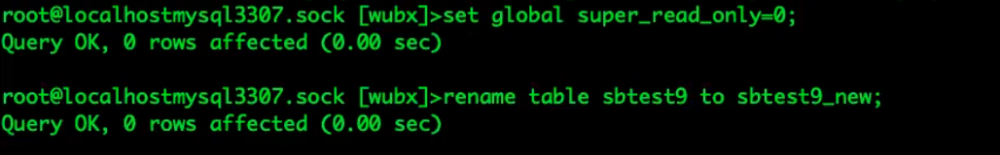 root@localhostmysql3307.sock [wubx]>set global super_read_only=0;
Query OK, 0 rows affected (0.00 sec)
root@localhostmysql3307.sock [wubx]>rename table sbtest9 to sbtest9_new;
Query OK, 0 rows affected (0.00 sec)